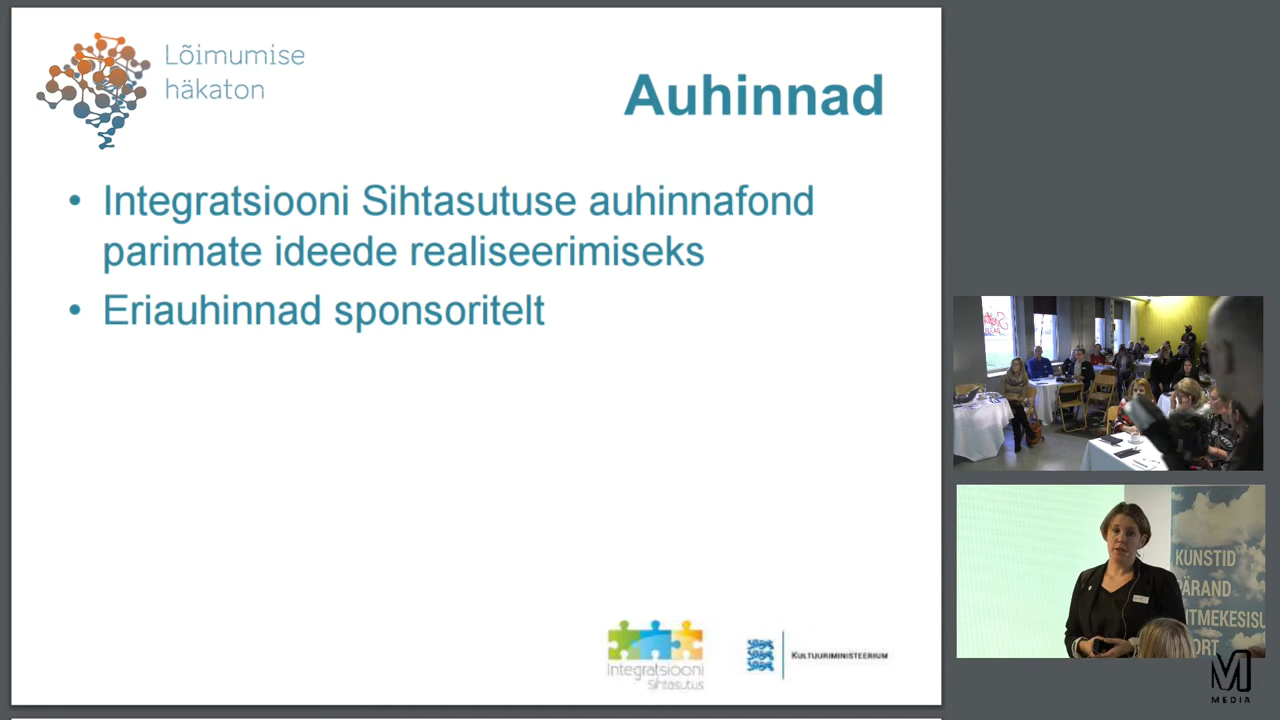 Lõimumise
häkaton
Auhinnad
• Integratsiooni Sihtasutuse auhinnafond
parimate ideede realiseerimiseks
• Eriauhinnad sponsoritelt
Integratsiooni
Sihtasutus
KULTUURIMINISTEERIUM
KUNSTID
PÄRAND
ITMEKESISU
ORT
MEDIA